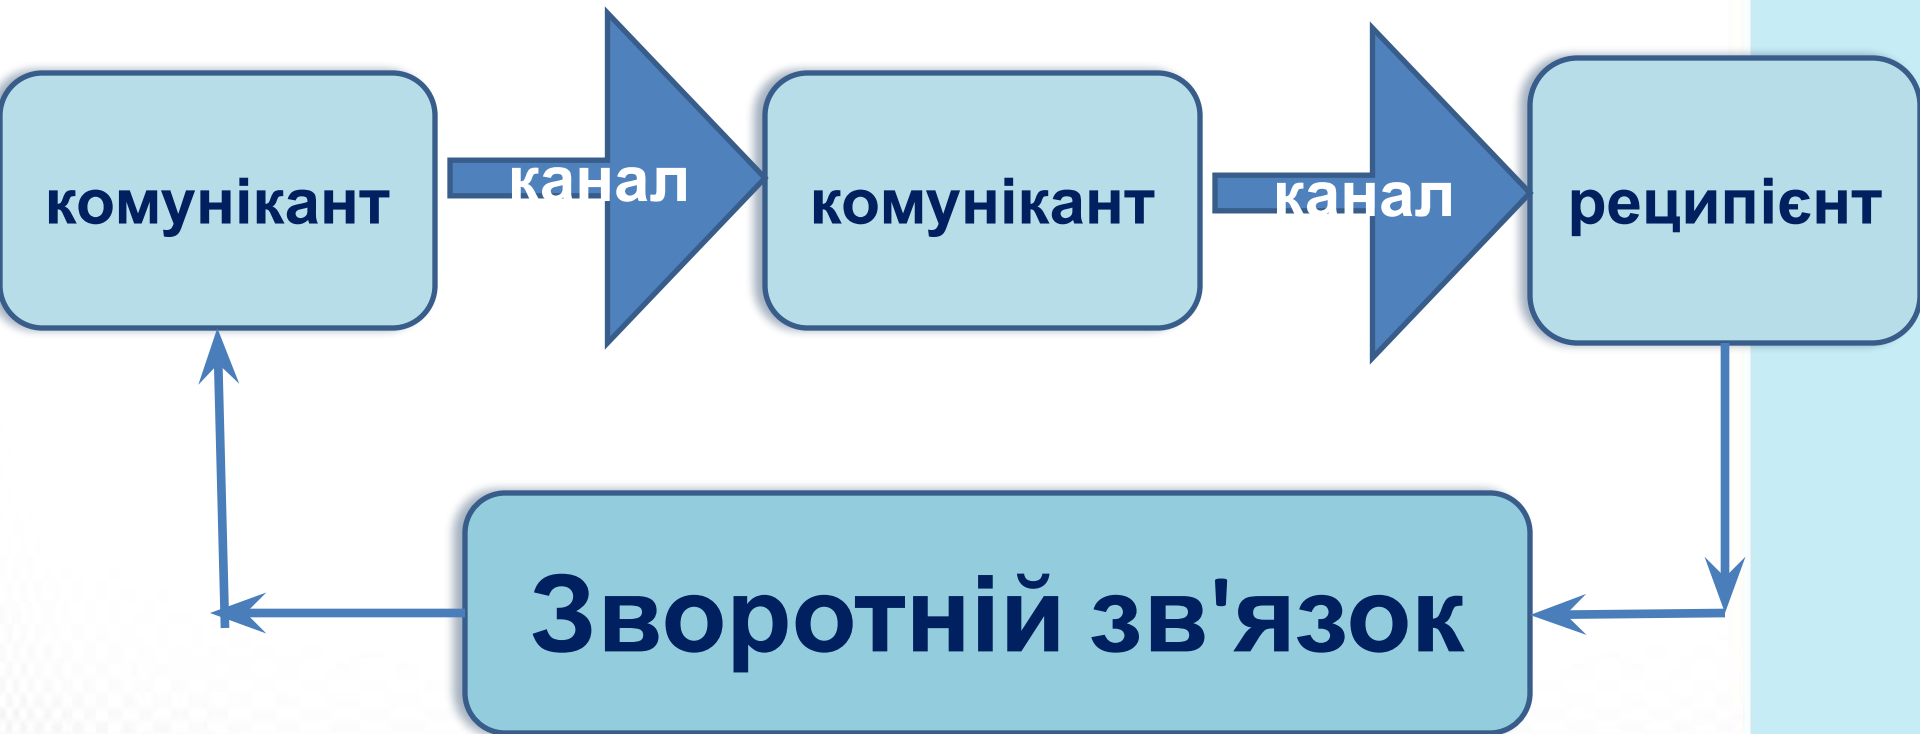 комунікант
канал
комунікант
канал
реципієнт
Зворотній зв'язок